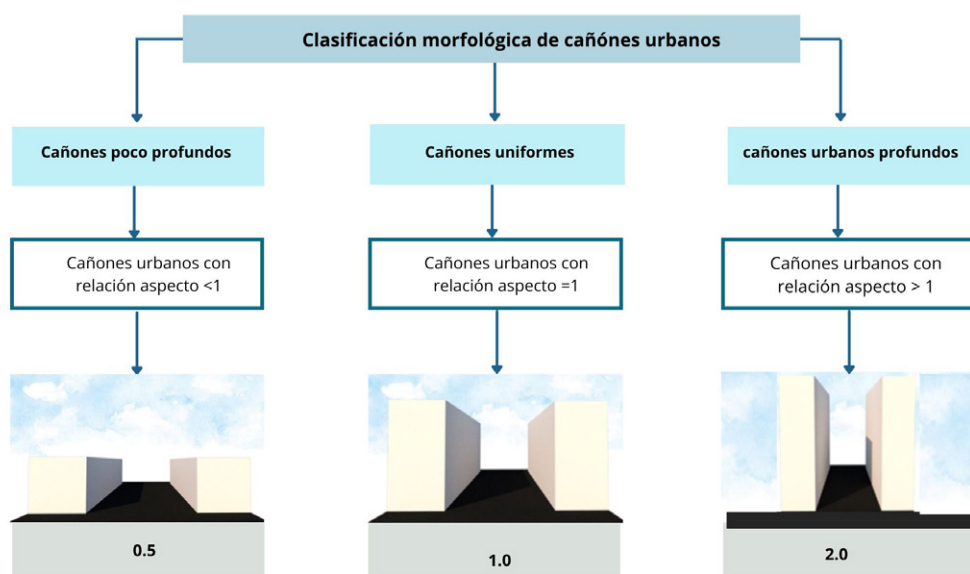 Clasificación morfológica de cañónes urbanos
Cañones poco profundos
Cañones uniformes
cañones urbanos profundos
Cañones urbanos con
relación aspecto <1
Cañones urbanos con
relación aspecto =1
Cañones urbanos con
relación aspecto > 1
0.5
1.0
2.0